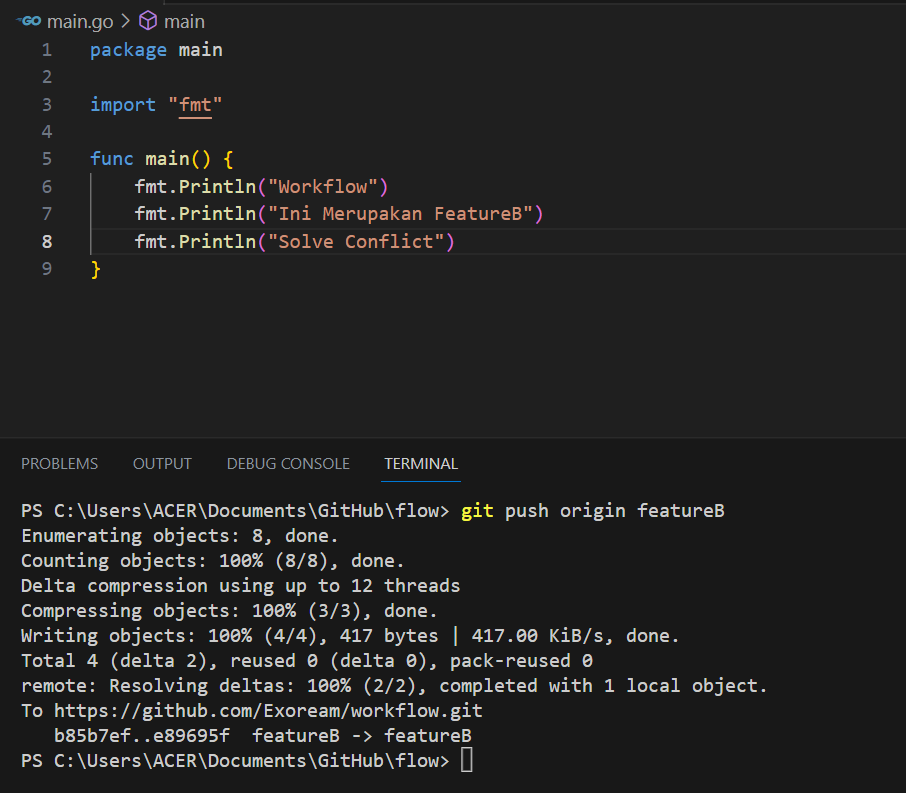 GO main.go > main
1 package main
2
3 import "fmt"
4
5 func main() {
6 fmt.Println("Workflow")
7 fmt.Println("Ini Merupakan FeatureB")
8 fmt.Println("Solve Conflict")
9 }
PROBLEMS OUTPUT DEBUG CONSOLE TERMINAL
PS C:\Users\ACER\Documents\GitHub\flow> git push origin featureB
Enumerating objects: 8, done.
Counting objects: 100% (8/8), done.
Delta compression using up to 12 threads
Compressing objects: 100% (3/3), done.
Writing objects: 100% (4/4), 417 bytes | 417.00 KiB/s, done.
Total 4 (delta 2), reused 0 (delta 0), pack-reused 0
remote: Resolving deltas: 100% (2/2), completed with 1 local object.
To https://github.com/Exoream/workflow.git
b85b7ef..e89695f featureB -> featureB
PS C:\Users\ACER\Documents\GitHub\flow>